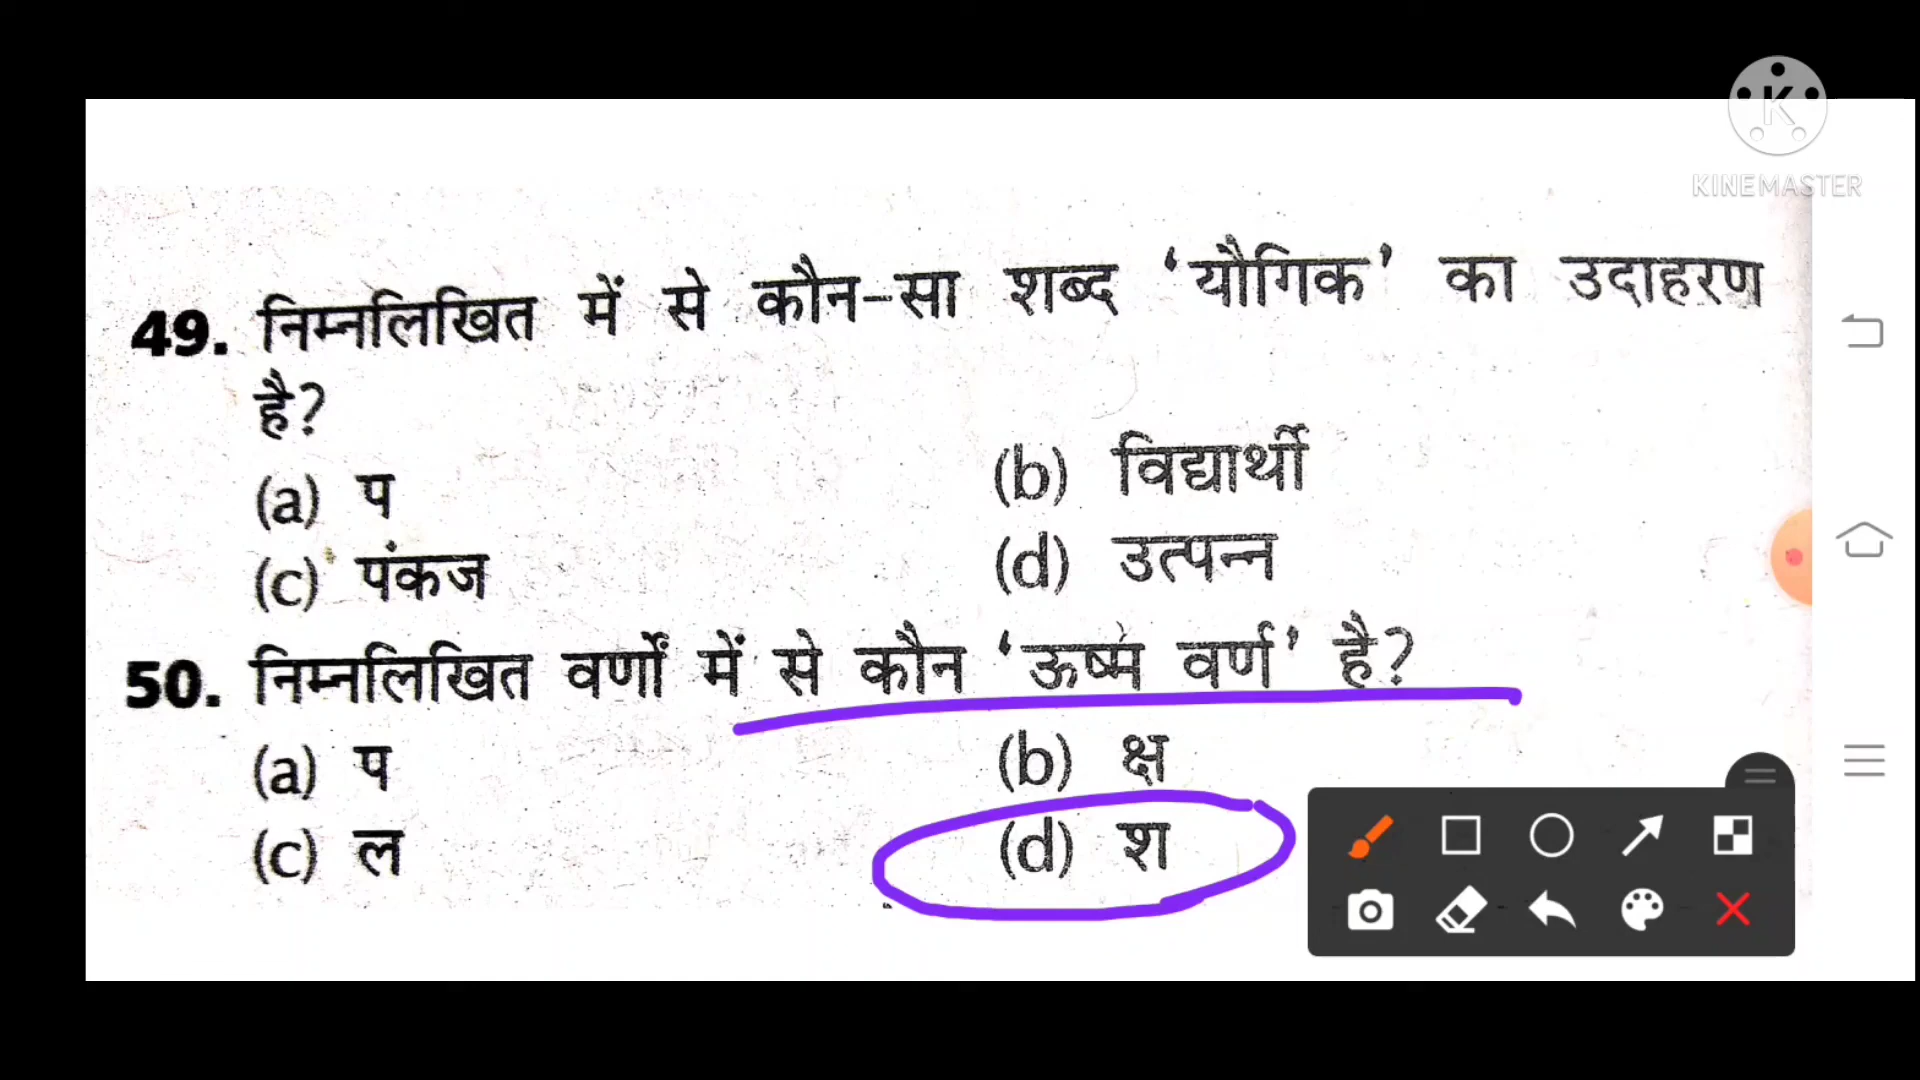 K
KINEMASTER
49. निम्नलिखित में से कौन-सा शब्द ‘यौगिक’ का उदाहरण
है?
(a) प (b) विद्यार्थी
(c) पंकज (d) उत्पन्न
50. निम्नलिखित वर्णों में से कौन ‘ऊष्म वर्ण’ है?
(a) प (b) क्ष
(c) ल (d) श